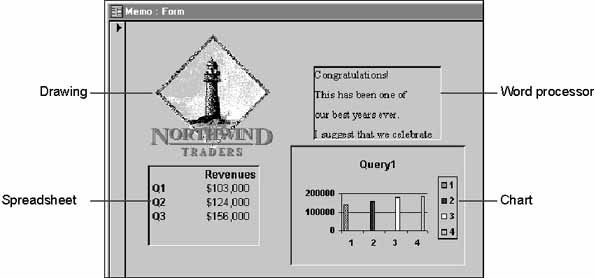 Memo : Form
Drawing
NORTHWIND
TRADERS
Congratulations!
This has been one of
our best years ever.
I suggest that we celebrate
Word processor
Spreadsheet
Revenues
Q1 $103,000
Q2 $124,000
Q3 $156,000
Query1
200000
100000
0
1 2 3 4
1
2
3
4
Chart